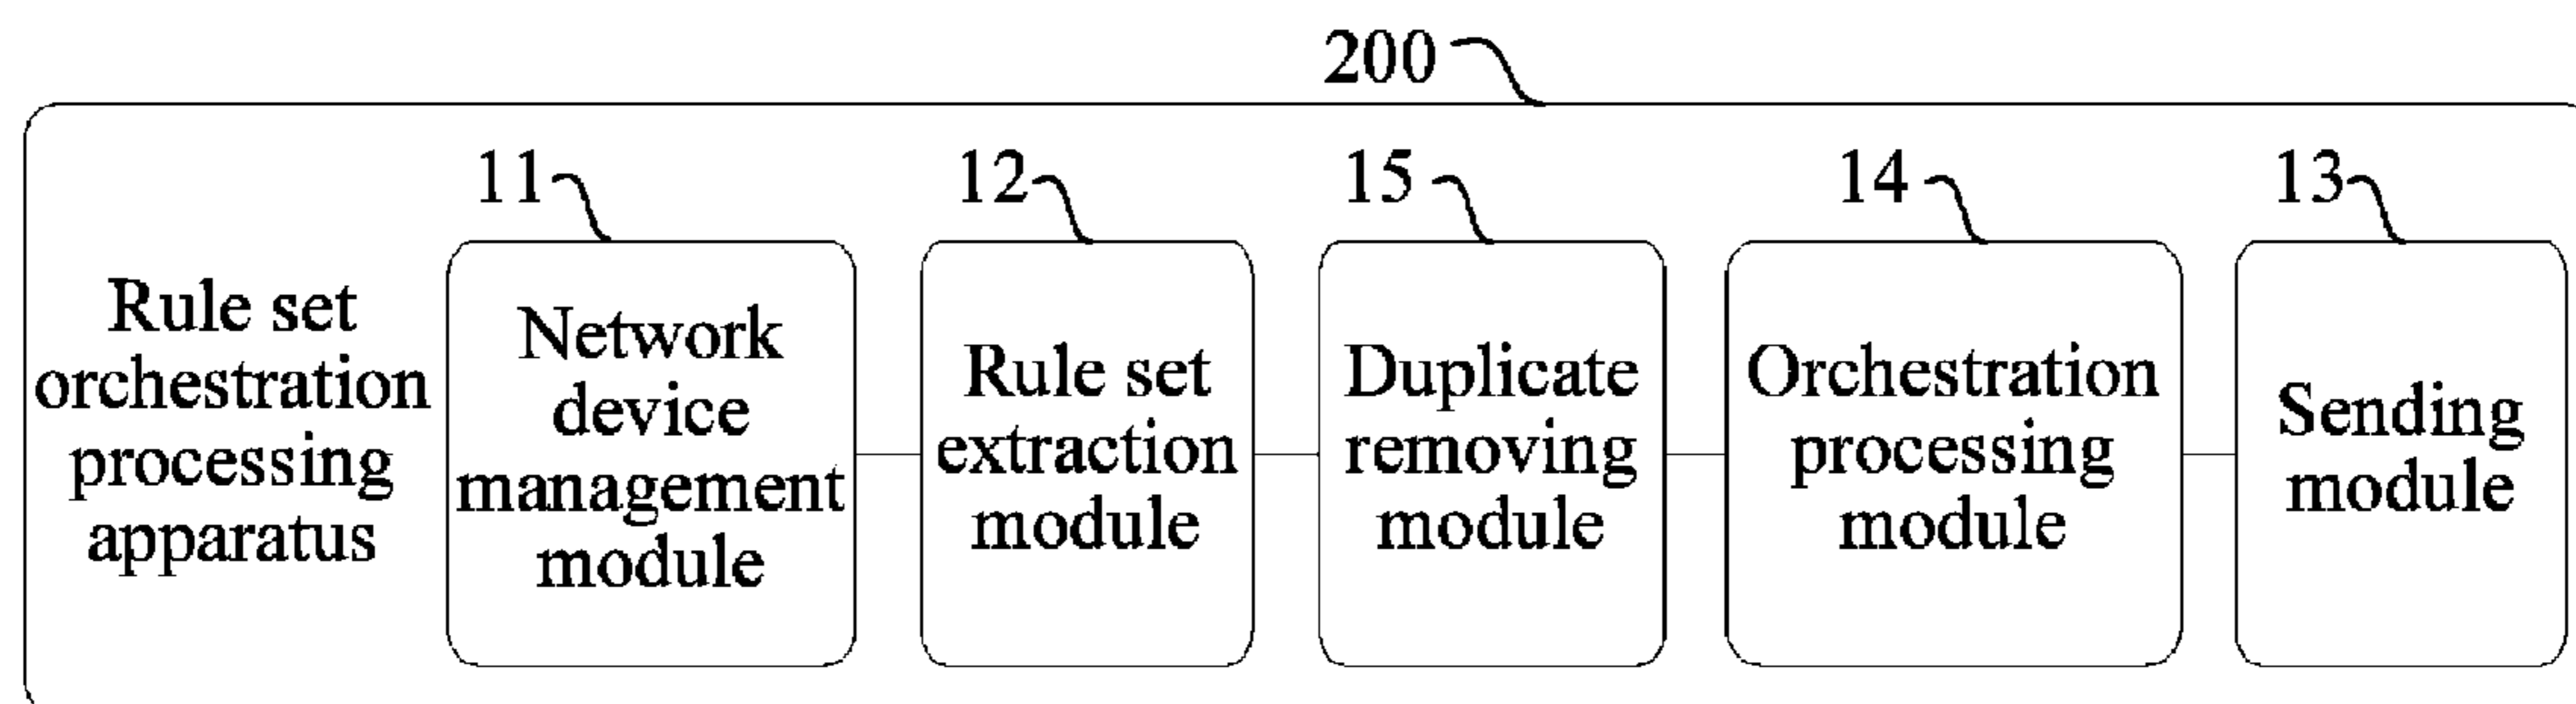 200
11
12
15
14
13
Rule set
orchestration
processing
apparatus
Network
device
management
module
Rule set
extraction
module
Duplicate
removing
module
Orchestration
processing
module
Sending
module